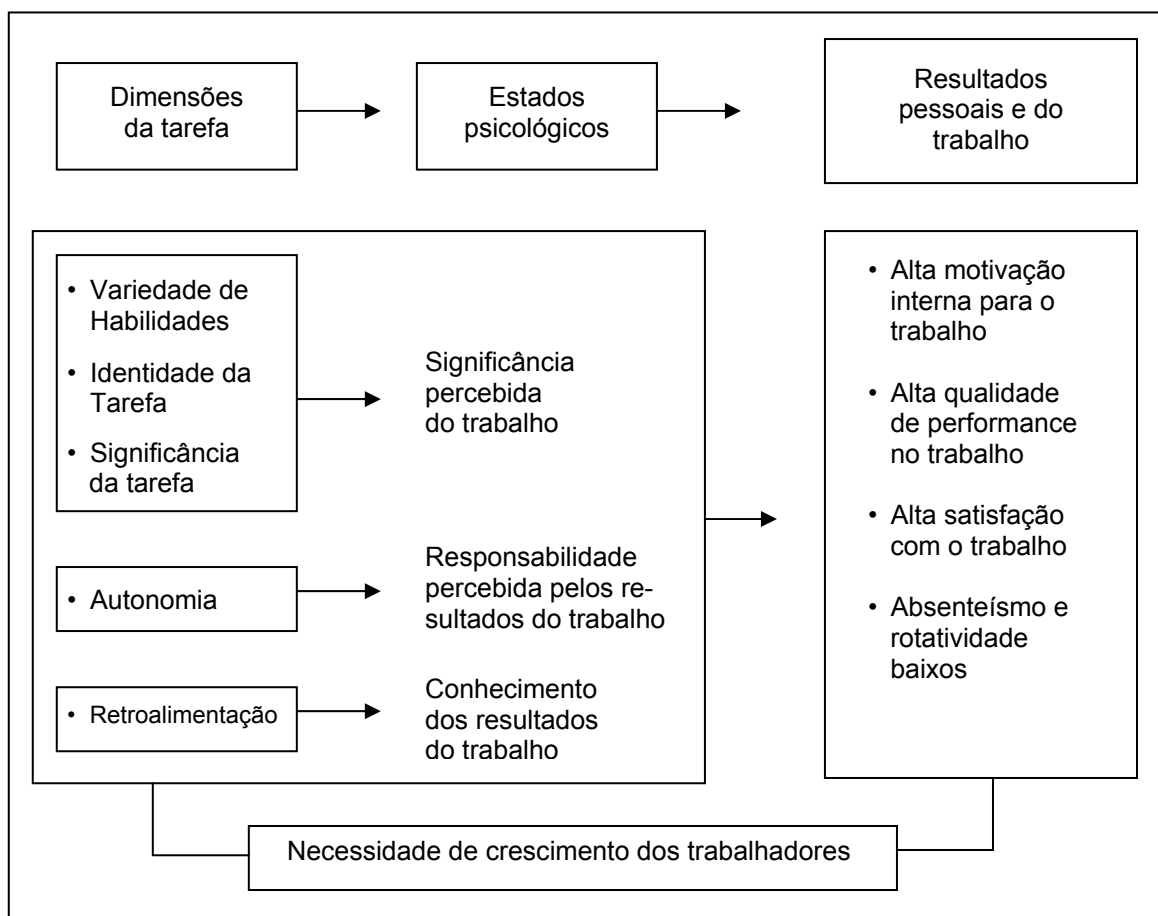 Dimensões
da tarefa
Estados
psicológicos
Resultados
pessoais e do
trabalho
• Variedade de
Habilidades
• Identidade da
Tarefa
• Significância
da tarefa
Significância
percebida
do trabalho
• Autonomia
Responsabilidade
percebida pelos re-
sultados do trabalho
• Retroalimentação
Conhecimento
dos resultados
do trabalho
• Alta motivação
interna para o
trabalho
• Alta qualidade
de performance
no trabalho
• Alta satisfação
com o trabalho
• Absenteísmo e
rotatividade
baixos
Necessidade de crescimento dos trabalhadores